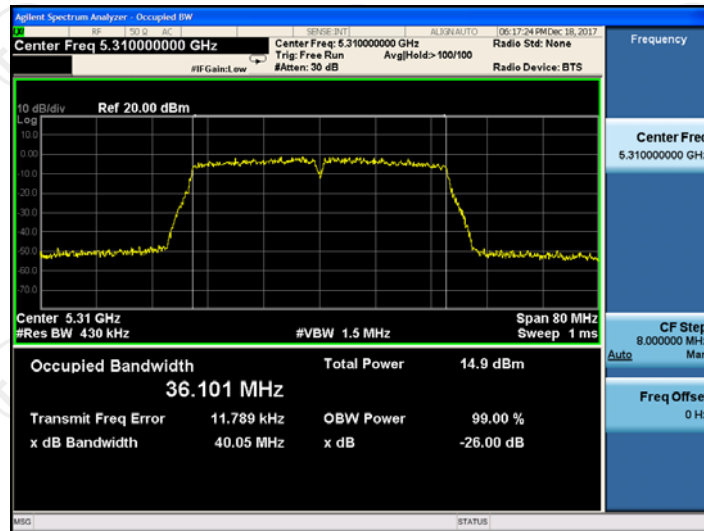 Agilent Spectrum Analyzer - Occupied BW
RF 50 Ω AC SENSE:INT ALIGN AUTO 05:17:24 PM Dec 18, 2017
Center Freq 5.310000000 GHz
Center Freq: 5.310000000 GHz
Radio Std: None
Trig: Free Run Avg|Hold:>100/100
#IFGain:Low #Atten: 30 dB Radio Device: BTS
10 dB/div Ref 20.00 dBm
Log
10.0
0.00
-10.0
-20.0
-30.0
-40.0
-50.0
-60.0
-70.0
Center 5.31 GHz Span 80 MHz
#Res BW 430 kHz #VBW 1.5 MHz Sweep 1 ms
Occupied Bandwidth Total Power 14.9 dBm
36.101 MHz
Transmit Freq Error 11.789 kHz OBW Power 99.00 %
x dB Bandwidth 40.05 MHz x dB -26.00 dB
MSG STATUS
Frequency
Center Freq
5.310000000 GHz
CF Step
8.000000 MHz
Auto Man
Freq Offset
0 Hz